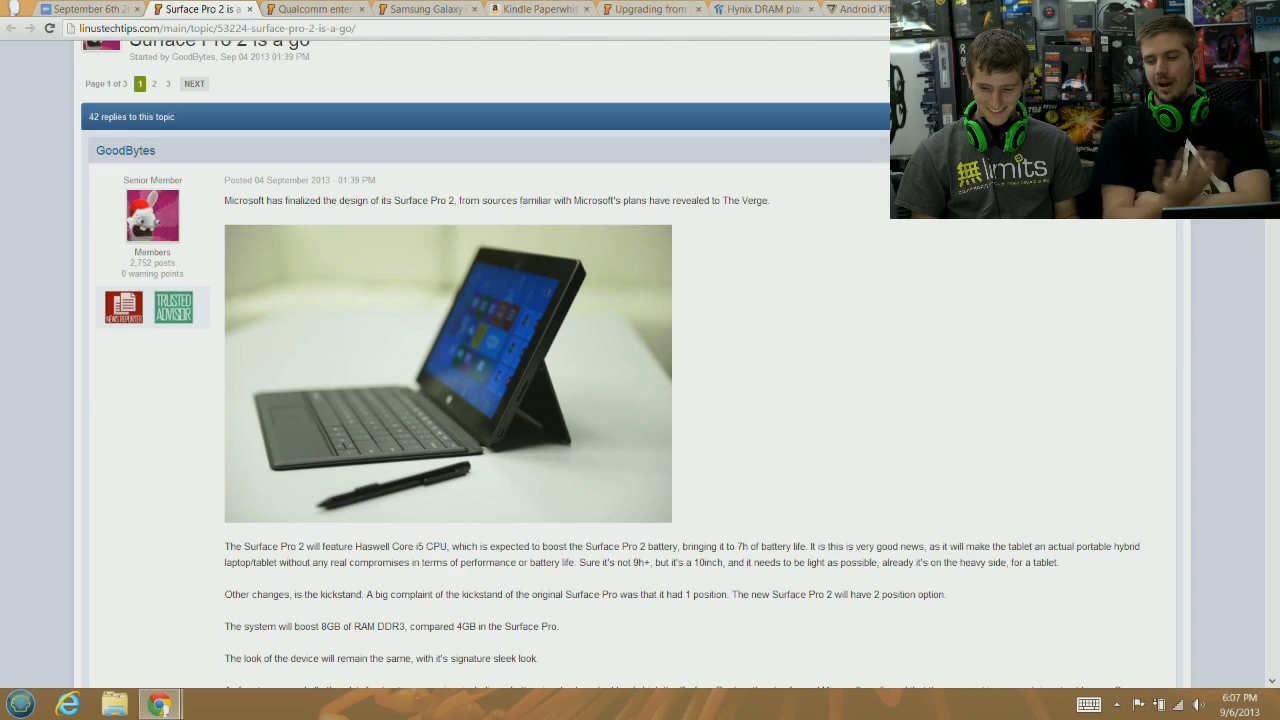 September 6th 2
Surface Pro 2 is a
Qualcomm enter
Samsung Galaxy
Kindle Paperwhit
Upgrading from
Hynix DRAM plan
Android Kit
linustechtips.com/main/topic/53224-surface-pro-2-is-a-go/
Surface Pro 2 is a go
Started by GoodBytes, Sep 04 2013 01:39 PM
Page 1 of 3 1 2 3 NEXT
42 replies to this topic
GoodBytes
Senior Member
Members
2,752 posts
0 warning points
NEWS REPORTER
TRUSTED ADVISOR
Posted 04 September 2013 - 01:39 PM
Microsoft has finalized the design of its Surface Pro 2, from sources familiar with Microsoft's plans have revealed to The Verge.
The Surface Pro 2 will feature Haswell Core i5 CPU, which is expected to boost the Surface Pro 2 battery, bringing it to 7h of battery life. It is this is very good news, as it will make the tablet an actual portable hybrid
laptop/tablet without any real compromises in terms of performance or battery life. Sure it's not 9h+, but it's a 10inch, and it needs to be light as possible, already it's on the heavy side, for a tablet.
Other changes, is the kickstand. A big complaint of the kickstand of the original Surface Pro was that it had 1 position. The new Surface Pro 2 will have 2 position option.
The system will boost 8GB of RAM DDR3, compared 4GB in the Surface Pro.
The look of the device will remain the same, with it's signature sleek look.
無limits
6:07 PM
9/6/2013